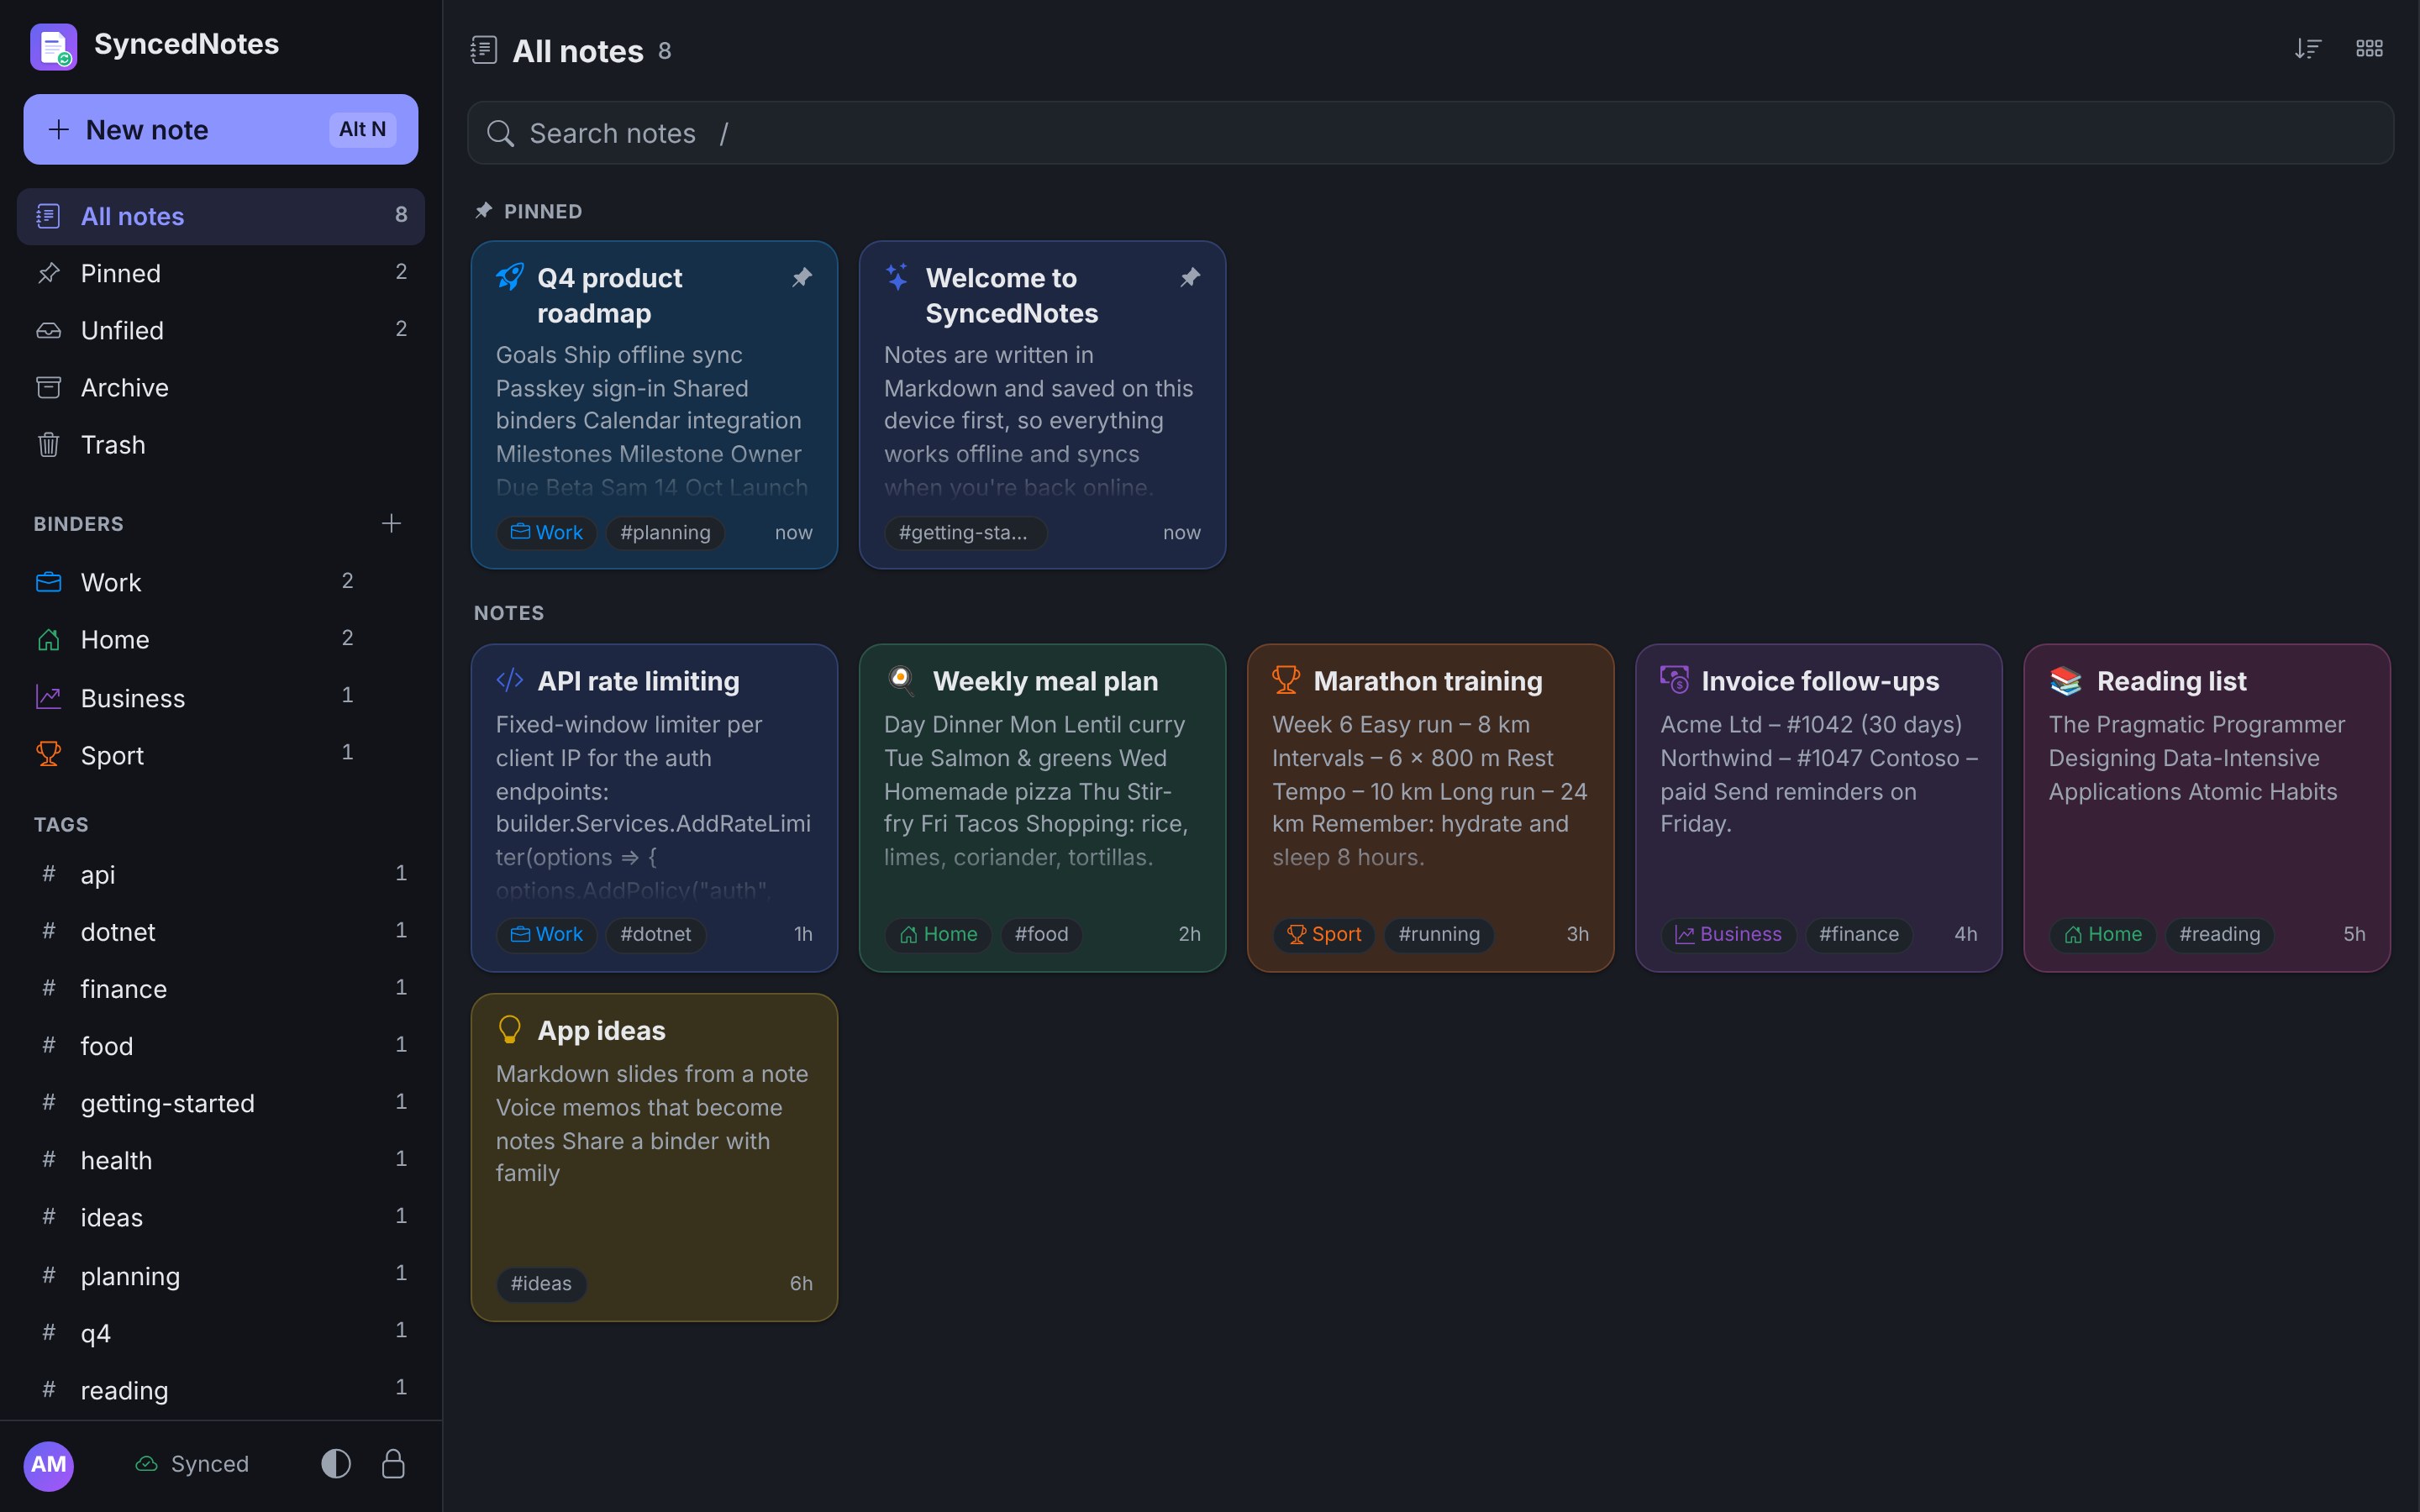 SyncedNotes
New note Alt N
All notes 8
Pinned 2
Unfiled 2
Archive
Trash
BINDERS
Work 2
Home 2
Business 1
Sport 1
TAGS
# api 1
# dotnet 1
# finance 1
# food 1
# getting-started 1
# health 1
# ideas 1
# planning 1
# q4 1
# reading 1
AM Synced
All notes 8
Search notes /
PINNED
Q4 product
roadmap
Goals Ship offline sync
Passkey sign-in Shared
binders Calendar integration
Milestones Milestone Owner
Due Beta Sam 14 Oct Launch
Work #planning now
Welcome to
SyncedNotes
Notes are written in
Markdown and saved on this
device first, so everything
works offline and syncs
when you're back online.
#getting-sta... now
NOTES
</> API rate limiting
Fixed-window limiter per
client IP for the auth
endpoints:
builder.Services.AddRateLimi
ter(options => {
options.AddPolicy("auth",
Work #dotnet 1h
Weekly meal plan
Day Dinner Mon Lentil curry
Tue Salmon & greens Wed
Homemade pizza Thu Stir-
fry Fri Tacos Shopping: rice,
limes, coriander, tortillas.
Home #food 2h
Marathon training
Week 6 Easy run – 8 km
Intervals – 6 × 800 m Rest
Tempo – 10 km Long run – 24
km Remember: hydrate and
sleep 8 hours.
Sport #running 3h
Invoice follow-ups
Acme Ltd – #1042 (30 days)
Northwind – #1047 Contoso –
paid Send reminders on
Friday.
Business #finance 4h
Reading list
The Pragmatic Programmer
Designing Data-Intensive
Applications Atomic Habits
Home #reading 5h
App ideas
Markdown slides from a note
Voice memos that become
notes Share a binder with
family
#ideas 6h